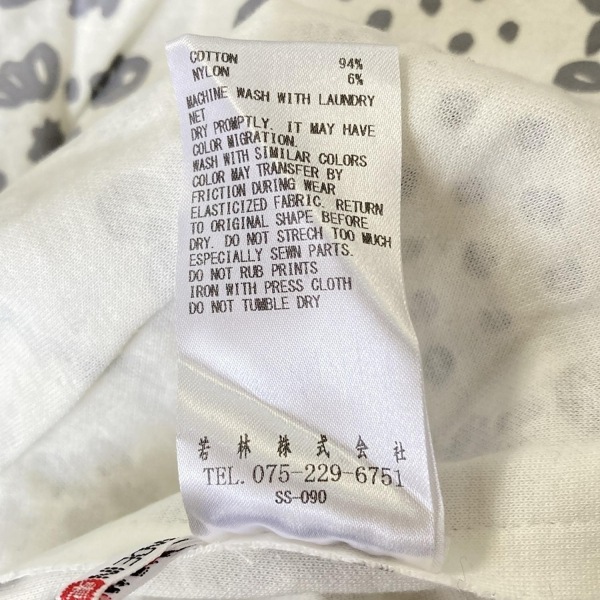 COTTON 94%
NYLON 6%
MACHINE WASH WITH LAUNDRY
NET
DRY PROMPTLY. IT MAY HAVE
COLOR MIGRATION.
WASH WITH SIMILAR COLORS
COLOR MAY TRANSFER BY
FRICTION DURING WEAR
ELASTICIZED FABRIC. RETURN
TO ORIGINAL SHAPE BEFORE
DRY. DO NOT STRECH TOO MUCH
ESPECIALLY SEWN PARTS.
DO NOT RUB PRINTS
IRON WITH PRESS CLOTH
DO NOT TUMBLE DRY
若林株式会社
TEL. 075-229-6751
SS-090
MADE IN